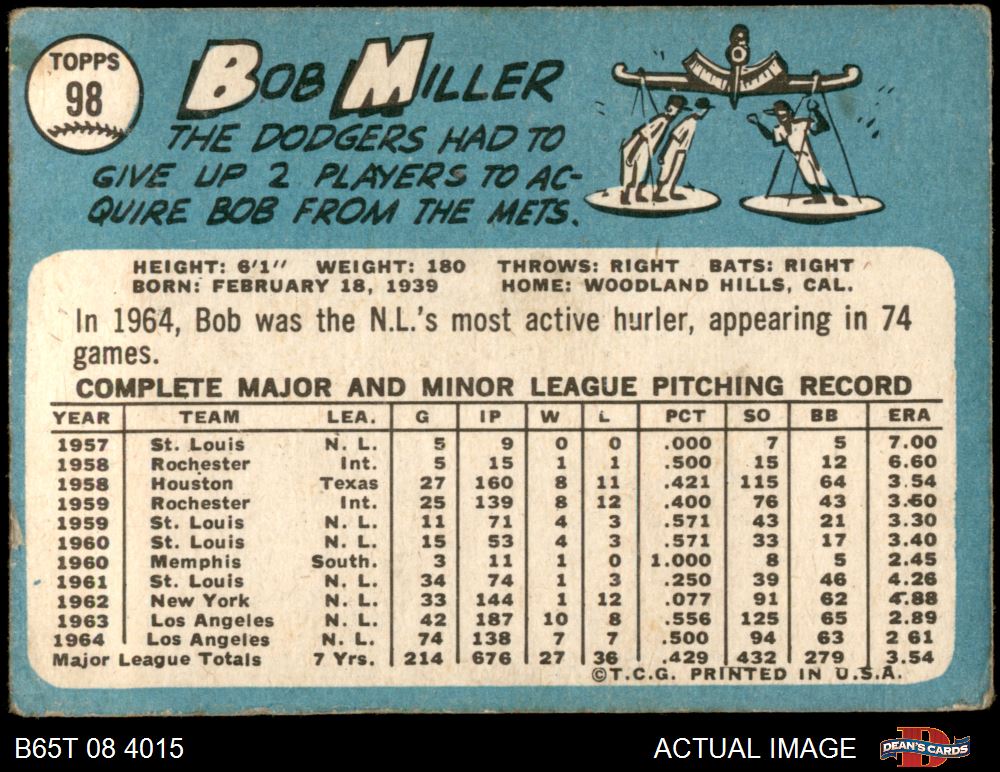 TOPPS
98
BOB MILLER
THE DODGERS HAD TO
GIVE UP 2 PLAYERS TO AC-
QUIRE BOB FROM THE METS.
HEIGHT: 6'1" WEIGHT: 180 THROWS: RIGHT BATS: RIGHT
BORN: FEBRUARY 18, 1939 HOME: WOODLAND HILLS, CAL.
In 1964, Bob was the N.L.'s most active hurler, appearing in 74
games.
COMPLETE MAJOR AND MINOR LEAGUE PITCHING RECORD
YEAR TEAM LEA. G IP W L PCT SO BB ERA
1957 St. Louis N. L. 5 9 0 0 .000 7 5 7.00
1958 Rochester Int. 5 15 1 1 .500 15 12 6.60
1958 Houston Texas 27 160 8 11 .421 115 64 3.54
1959 Rochester Int. 25 139 8 12 .400 76 43 3.50
1959 St. Louis N. L. 11 71 4 3 .571 43 21 3.30
1960 St. Louis N. L. 15 53 4 3 .571 33 17 3.40
1960 Memphis South. 3 11 1 0 1.000 8 5 2.45
1961 St. Louis N. L. 34 74 1 3 .250 39 46 4.26
1962 New York N. L. 33 144 1 12 .077 91 62 4.88
1963 Los Angeles N. L. 42 187 10 8 .556 125 65 2.89
1964 Los Angeles N. L. 74 138 7 7 .500 94 63 2 61
Major League Totals 7 Yrs. 214 676 27 36 .429 432 279 3.54
©T.C.G. PRINTED IN U.S.A.
B65T 08 4015 ACTUAL IMAGE DEAN'S CARDS